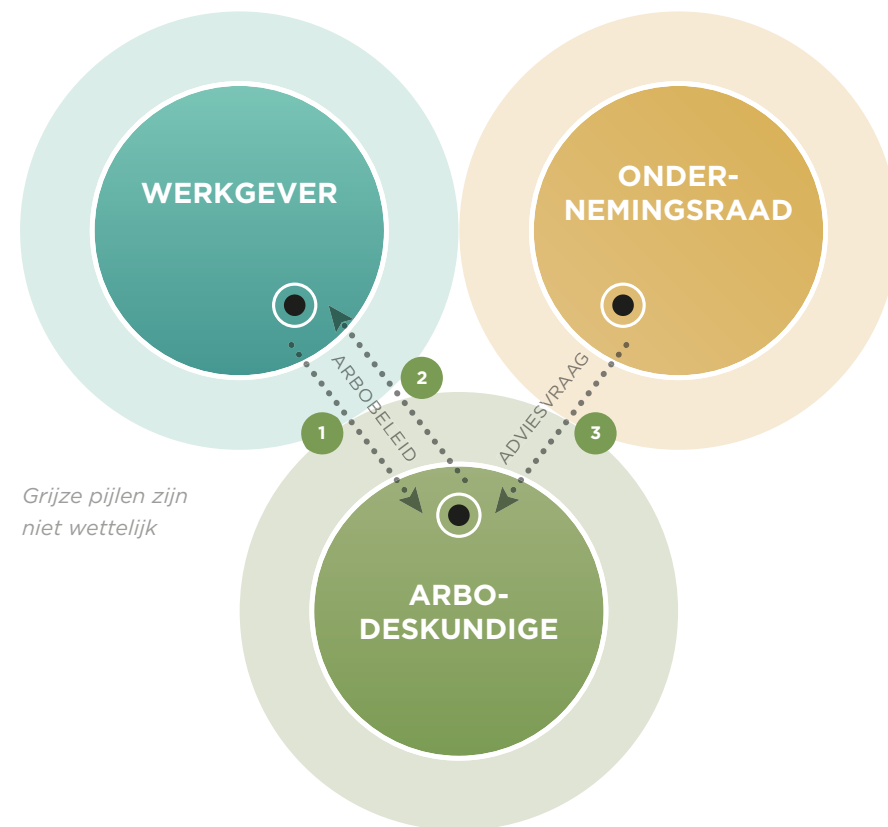 WERKGEVER
ONDER-
NEMINGSRAAD
ARBOBELEID
2
1
ADVIESVRAAG
3
Grijze pijlen zijn
niet wettelijk
ARBO-
DESKUNDIGE